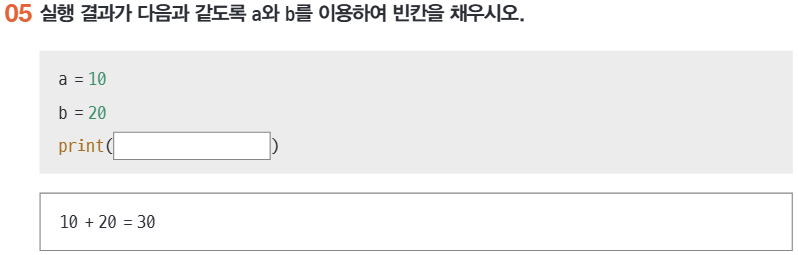 05 실행 결과가 다음과 같도록 a와 b를 이용하여 빈칸을 채우시오.
a = 10
b = 20
print( )
10 + 20 = 30